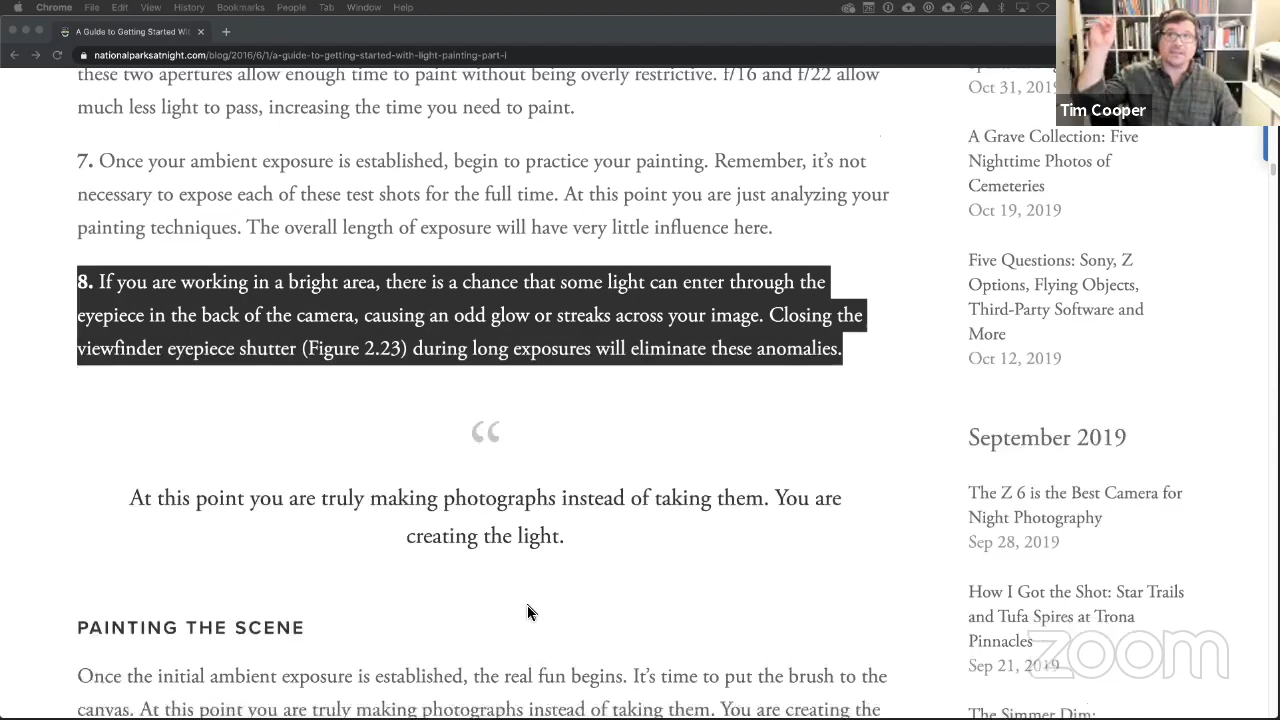 Chrome File Edit View History Bookmarks People Tab Window Help
A Guide to Getting Started Wit
nationalparksatnight.com/blog/2016/6/1/a-guide-to-getting-started-with-light-painting-part-i
Tim Cooper
these two apertures allow enough time to paint without being overly restrictive. f/16 and f/22 allow
much less light to pass, increasing the time you need to paint.
7. Once your ambient exposure is established, begin to practice your painting. Remember, it’s not
necessary to expose each of these test shots for the full time. At this point you are just analyzing your
painting techniques. The overall length of exposure will have very little influence here.
8. If you are working in a bright area, there is a chance that some light can enter through the
eyepiece in the back of the camera, causing an odd glow or streaks across your image. Closing the
viewfinder eyepiece shutter (Figure 2.23) during long exposures will eliminate these anomalies.
“
At this point you are truly making photographs instead of taking them. You are
creating the light.
PAINTING THE SCENE
Once the initial ambient exposure is established, the real fun begins. It’s time to put the brush to the
canvas. At this point you are truly making photographs instead of taking them. You are creating the
Oct 31, 2019
A Grave Collection: Five
Nighttime Photos of
Cemeteries
Oct 19, 2019
Five Questions: Sony, Z
Options, Flying Objects,
Third-Party Software and
More
Oct 12, 2019
September 2019
The Z 6 is the Best Camera for
Night Photography
Sep 28, 2019
How I Got the Shot: Star Trails
and Tufa Spires at Trona
Pinnacles
Sep 21, 2019
The Simmer Dim:
zoom